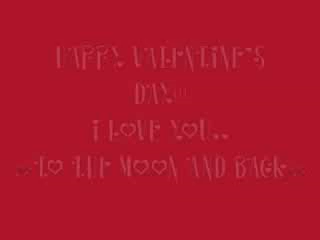 HAPPY VALENTINE'S
DAY!!!
I LOVE YOU..
..TO THE MOON AND BACK..